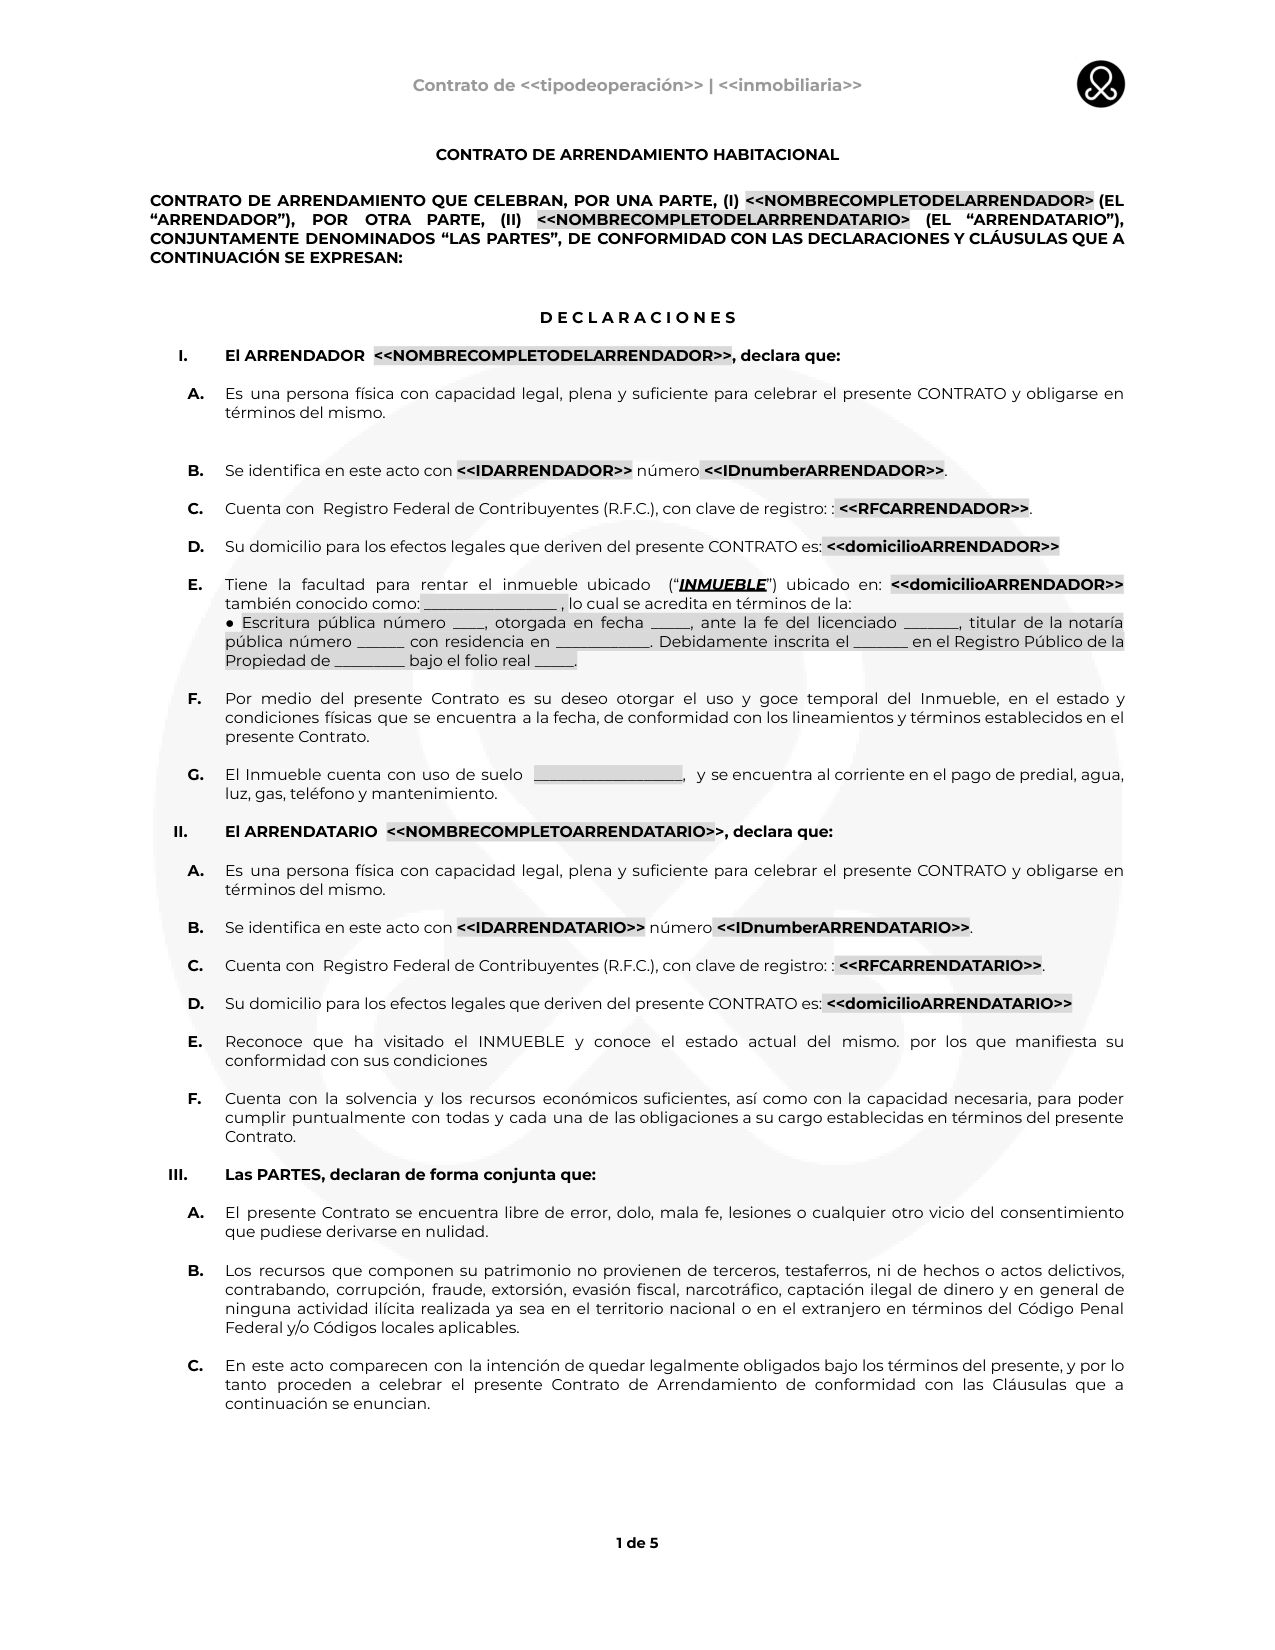 Contrato de <<tipodeoperación>> | <<inmobiliaria>>
CONTRATO DE ARRENDAMIENTO HABITACIONAL
CONTRATO DE ARRENDAMIENTO QUE CELEBRAN, POR UNA PARTE, (I) <<NOMBRECOMPLETODELARRENDADOR> (EL
“ARRENDADOR”), POR OTRA PARTE, (II) <<NOMBRECOMPLETODELARRRENDATARIO> (EL “ARRENDATARIO”),
CONJUNTAMENTE DENOMINADOS “LAS PARTES”, DE CONFORMIDAD CON LAS DECLARACIONES Y CLÁUSULAS QUE A
CONTINUACIÓN SE EXPRESAN:
D E C L A R A C I O N E S
I. El ARRENDADOR <<NOMBRECOMPLETODELARRENDADOR>>, declara que:
A. Es una persona física con capacidad legal, plena y suficiente para celebrar el presente CONTRATO y obligarse en
términos del mismo.
B. Se identifica en este acto con <<IDARRENDADOR>> número <<IDnumberARRENDADOR>>.
C. Cuenta con Registro Federal de Contribuyentes (R.F.C.), con clave de registro: : <<RFCARRENDADOR>>.
D. Su domicilio para los efectos legales que deriven del presente CONTRATO es: <<domicilioARRENDADOR>>
E. Tiene la facultad para rentar el inmueble ubicado (“INMUEBLE”) ubicado en: <<domicilioARRENDADOR>>
también conocido como: _________________ , lo cual se acredita en términos de la:
● Escritura pública número ____, otorgada en fecha _____, ante la fe del licenciado _______, titular de la notaría
pública número ______ con residencia en ____________. Debidamente inscrita el _______ en el Registro Público de la
Propiedad de _________ bajo el folio real _____.
F. Por medio del presente Contrato es su deseo otorgar el uso y goce temporal del Inmueble, en el estado y
condiciones físicas que se encuentra a la fecha, de conformidad con los lineamientos y términos establecidos en el
presente Contrato.
G. El Inmueble cuenta con uso de suelo ___________________, y se encuentra al corriente en el pago de predial, agua,
luz, gas, teléfono y mantenimiento.
II. El ARRENDATARIO <<NOMBRECOMPLETOARRENDATARIO>>, declara que:
A. Es una persona física con capacidad legal, plena y suficiente para celebrar el presente CONTRATO y obligarse en
términos del mismo.
B. Se identifica en este acto con <<IDARRENDATARIO>> número <<IDnumberARRENDATARIO>>.
C. Cuenta con Registro Federal de Contribuyentes (R.F.C.), con clave de registro: : <<RFCARRENDATARIO>>.
D. Su domicilio para los efectos legales que deriven del presente CONTRATO es: <<domicilioARRENDATARIO>>
E. Reconoce que ha visitado el INMUEBLE y conoce el estado actual del mismo. por los que manifiesta su
conformidad con sus condiciones
F. Cuenta con la solvencia y los recursos económicos suficientes, así como con la capacidad necesaria, para poder
cumplir puntualmente con todas y cada una de las obligaciones a su cargo establecidas en términos del presente
Contrato.
III. Las PARTES, declaran de forma conjunta que:
A. El presente Contrato se encuentra libre de error, dolo, mala fe, lesiones o cualquier otro vicio del consentimiento
que pudiese derivarse en nulidad.
B. Los recursos que componen su patrimonio no provienen de terceros, testaferros, ni de hechos o actos delictivos,
contrabando, corrupción, fraude, extorsión, evasión fiscal, narcotráfico, captación ilegal de dinero y en general de
ninguna actividad ilícita realizada ya sea en el territorio nacional o en el extranjero en términos del Código Penal
Federal y/o Códigos locales aplicables.
C. En este acto comparecen con la intención de quedar legalmente obligados bajo los términos del presente, y por lo
tanto proceden a celebrar el presente Contrato de Arrendamiento de conformidad con las Cláusulas que a
continuación se enuncian.
1 de 5